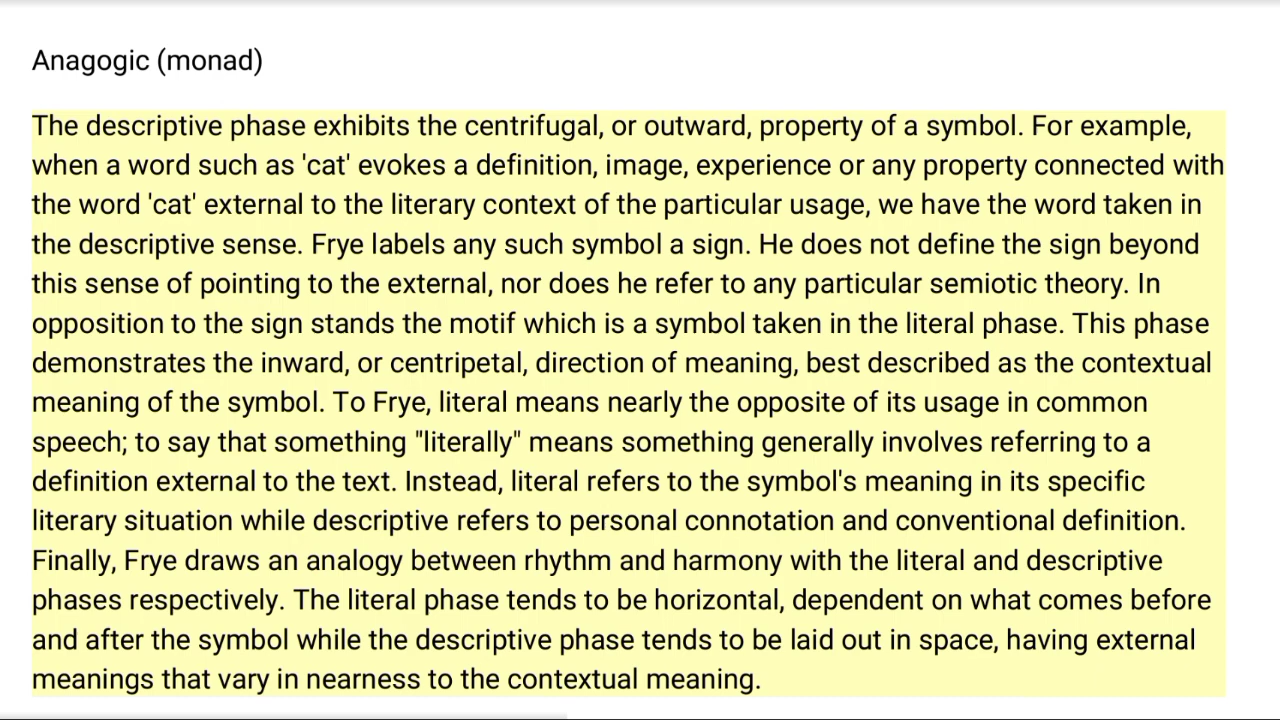 Anagogic (monad)
The descriptive phase exhibits the centrifugal, or outward, property of a symbol. For example,
when a word such as 'cat' evokes a definition, image, experience or any property connected with
the word 'cat' external to the literary context of the particular usage, we have the word taken in
the descriptive sense. Frye labels any such symbol a sign. He does not define the sign beyond
this sense of pointing to the external, nor does he refer to any particular semiotic theory. In
opposition to the sign stands the motif which is a symbol taken in the literal phase. This phase
demonstrates the inward, or centripetal, direction of meaning, best described as the contextual
meaning of the symbol. To Frye, literal means nearly the opposite of its usage in common
speech; to say that something "literally" means something generally involves referring to a
definition external to the text. Instead, literal refers to the symbol's meaning in its specific
literary situation while descriptive refers to personal connotation and conventional definition.
Finally, Frye draws an analogy between rhythm and harmony with the literal and descriptive
phases respectively. The literal phase tends to be horizontal, dependent on what comes before
and after the symbol while the descriptive phase tends to be laid out in space, having external
meanings that vary in nearness to the contextual meaning.